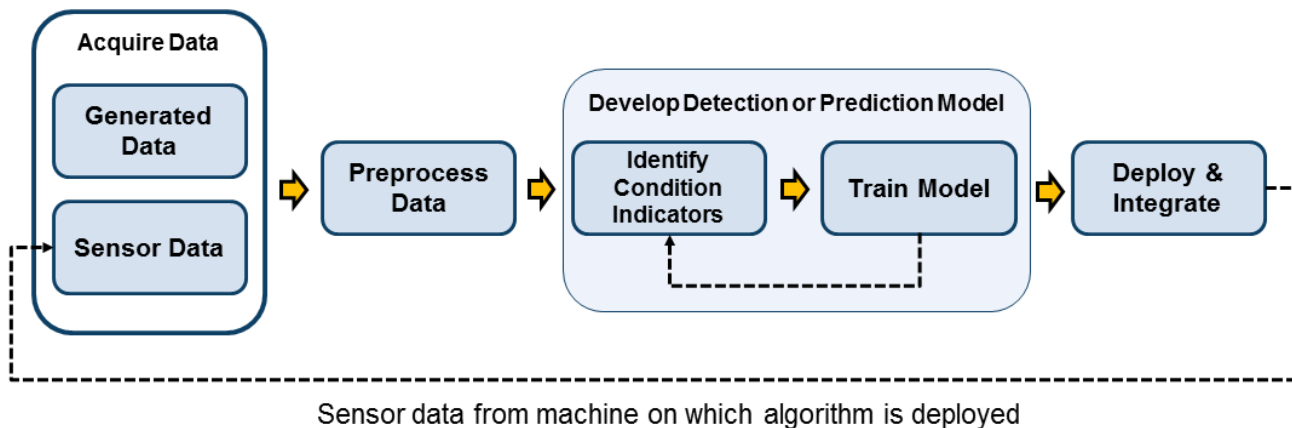 Acquire Data
Generated
Data
Sensor Data
Preprocess
Data
Develop Detection or Prediction Model
Identify
Condition
Indicators
Train Model
Deploy &
Integrate
Sensor data from machine on which algorithm is deployed